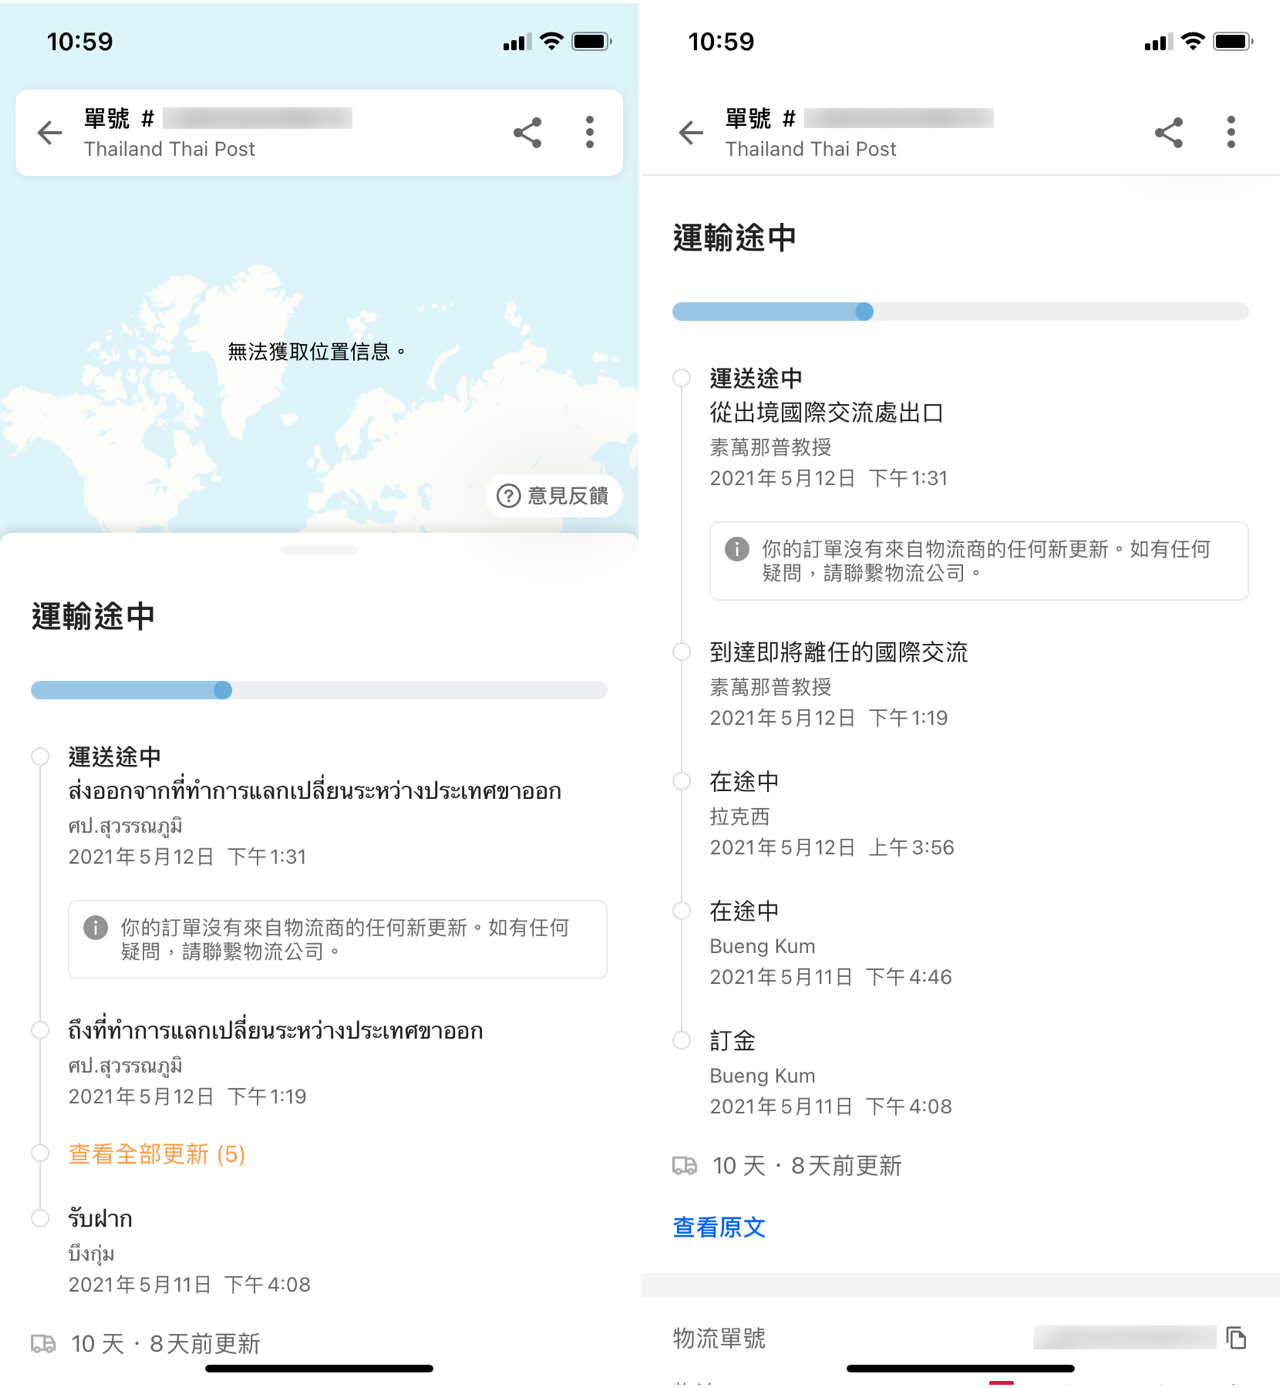 10:59
單號 #
Thailand Thai Post
無法獲取位置信息。
意見反饋
運輸途中
運送途中
ส่งออกจากที่ทำการแลกเปลี่ยนระหว่างประเทศขาออก
ศป.สุวรรณภูมิ
2021年5月12日 下午1:31
你的訂單沒有來自物流商的任何新更新。如有任何
疑問，請聯繫物流公司。
ถึงที่ทำการแลกเปลี่ยนระหว่างประเทศขาออก
ศป.สุวรรณภูมิ
2021年5月12日 下午1:19
查看全部更新 (5)
รับฝาก
บึงกุ่ม
2021年5月11日 下午4:08
10 天 · 8天前更新
10:59
單號 #
Thailand Thai Post
運輸途中
運送途中
從出境國際交流處出口
素萬那普教授
2021年5月12日 下午1:31
你的訂單沒有來自物流商的任何新更新。如有任何
疑問，請聯繫物流公司。
到達即將離任的國際交流
素萬那普教授
2021年5月12日 下午1:19
在途中
拉克西
2021年5月12日 上午3:56
在途中
Bueng Kum
2021年5月11日 下午4:46
訂金
Bueng Kum
2021年5月11日 下午4:08
10 天 · 8天前更新
查看原文
物流單號